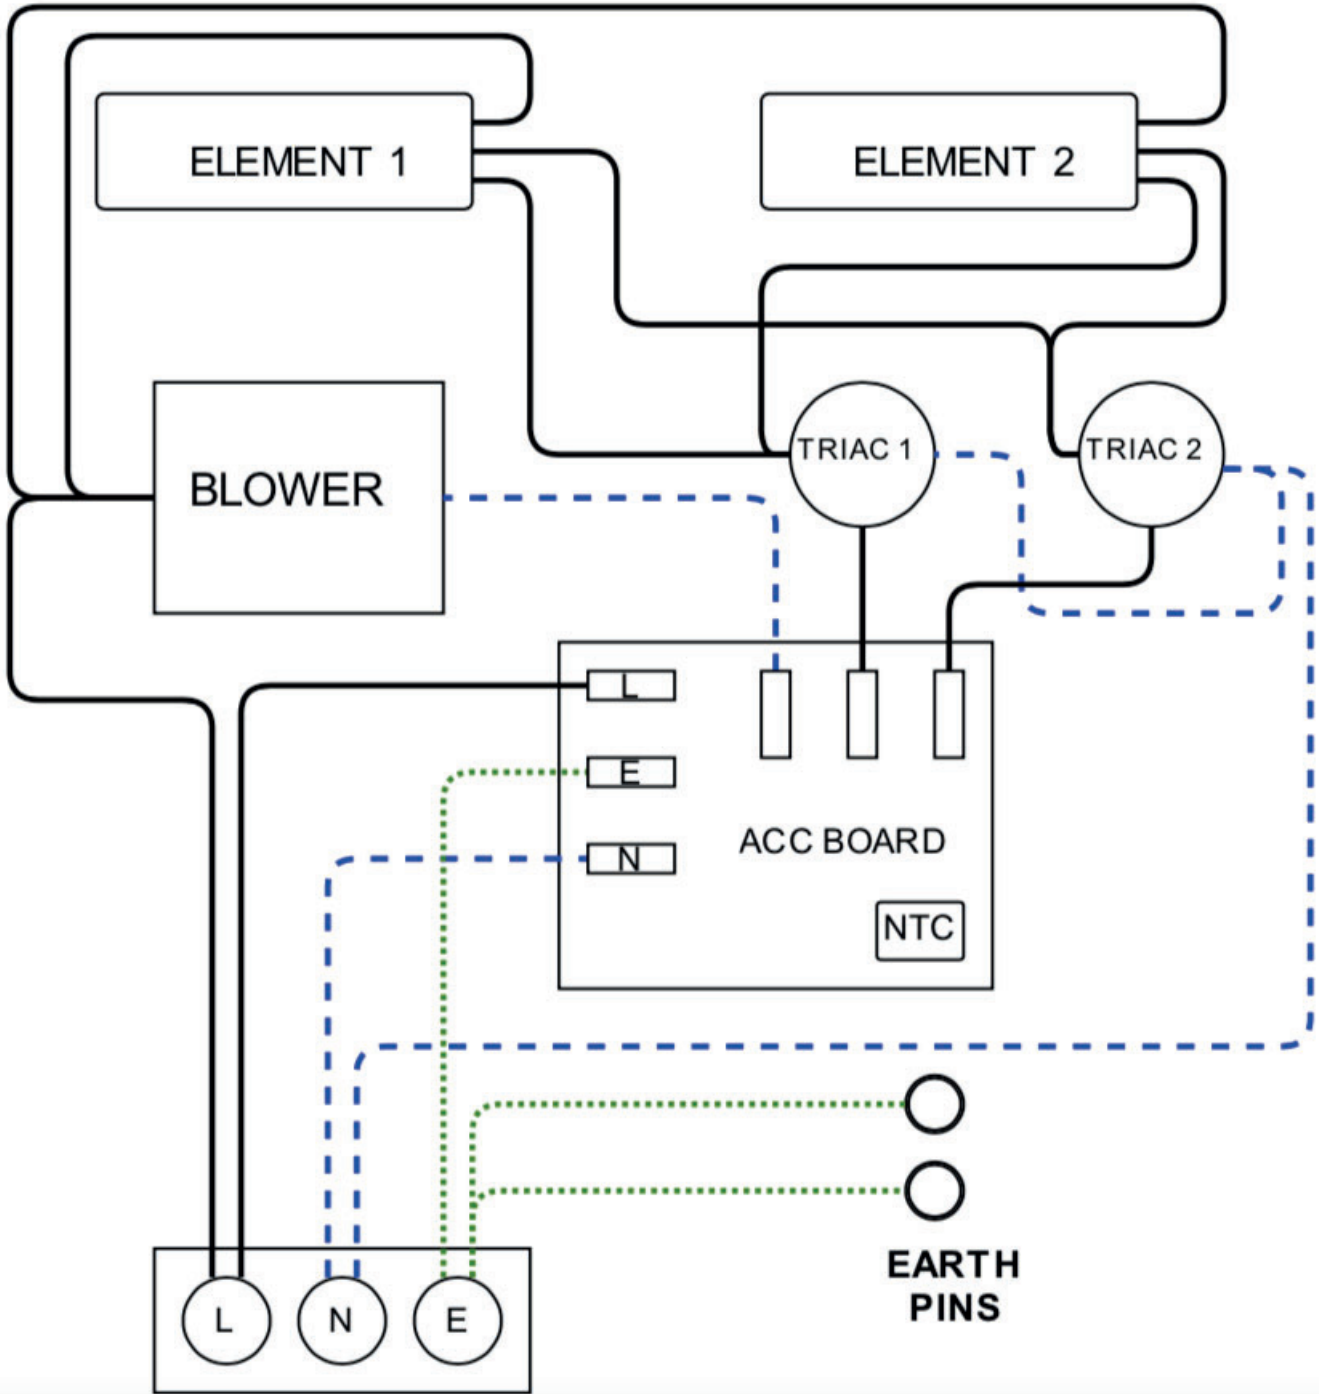 ELEMENT 1
ELEMENT 2
TRIAC 1
TRIAC 2
BLOWER
L
E
N
ACC BOARD
NTC
EARTH
PINS
L
N
E